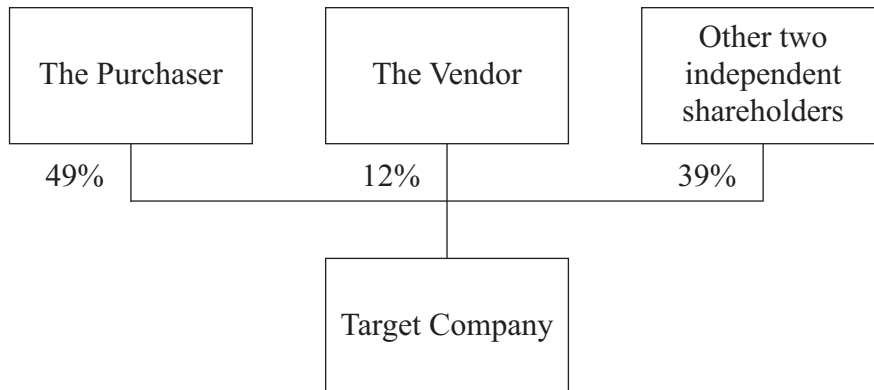 The Purchaser
The Vendor
Other two
independent
shareholders
49%
12%
39%
Target Company